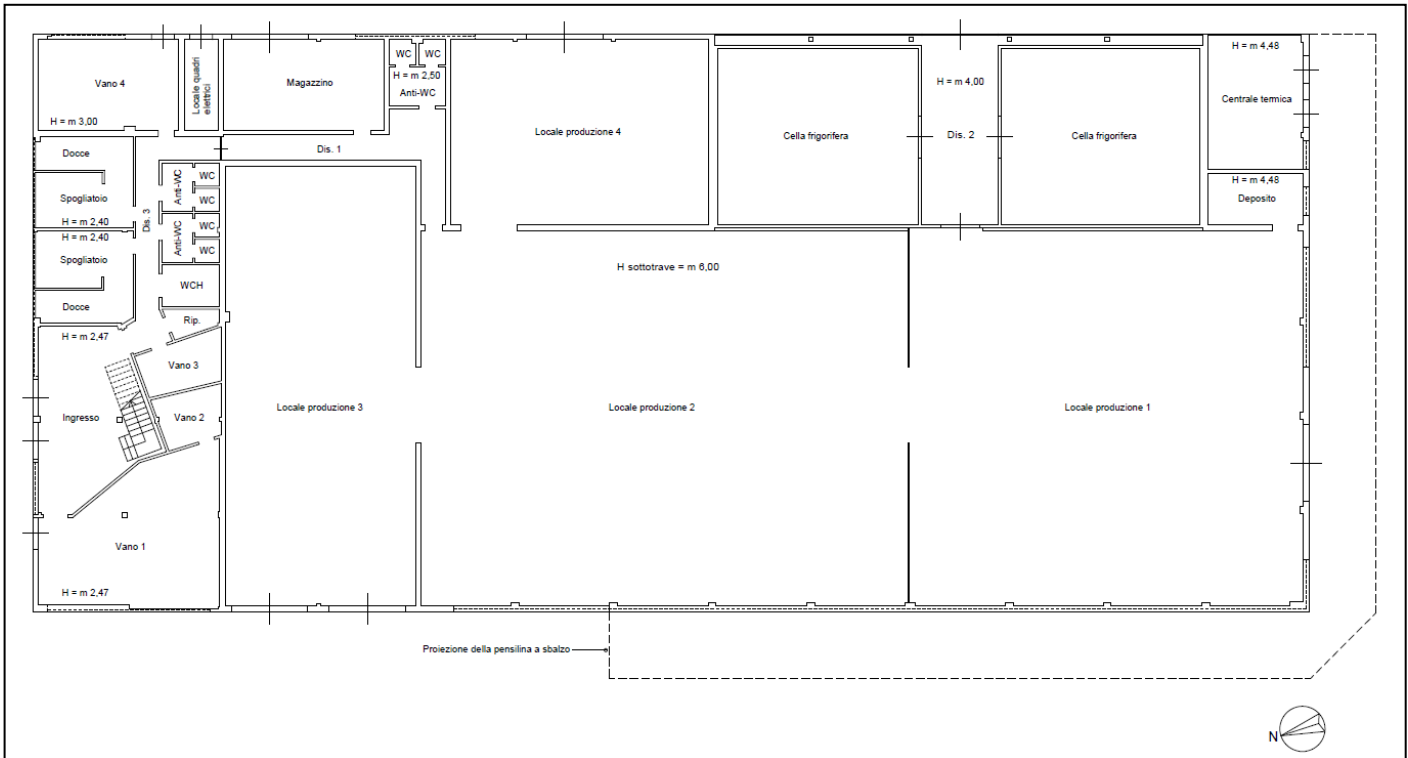 WC
WC
H = m 4,48
Vano 4
Locale quadri
elettrici
Magazzino
H = m 2,50
Anti-WC
H = m 4,00
Centrale termica
H = m 3,00
Locale produzione 4
Cella frigorifera
Dis. 2
Cella frigorifera
Docce
Dis. 1
Anti-WC
WC
WC
H = m 4,48
Deposito
Spogliatoio
H = m 2,40
Dis. 3
Anti-WC
WC
WC
H = m 2,40
Spogliatoio
H sottotrave = m 6,00
WCH
Docce
Rip.
H = m 2,47
Vano 3
Ingresso
Vano 2
Locale produzione 3
Locale produzione 2
Locale produzione 1
Vano 1
H = m 2,47
Proiezione della pensilina a sbalzo
N